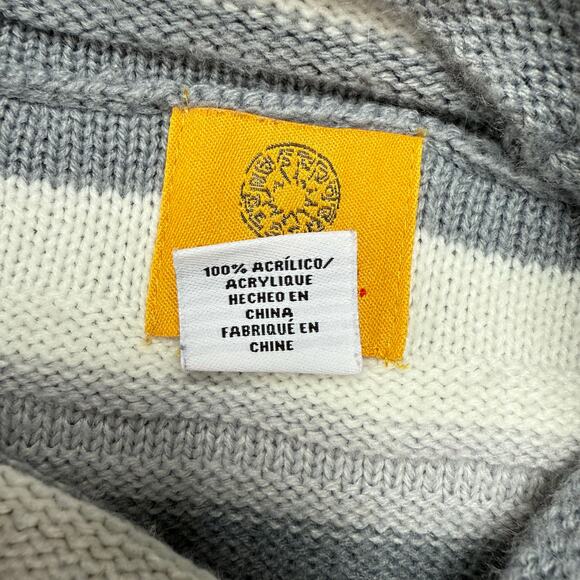 100% ACRÍLICO/
ACRYLIQUE
HECHEO EN
CHINA
FABRIQUÉ EN
CHINE